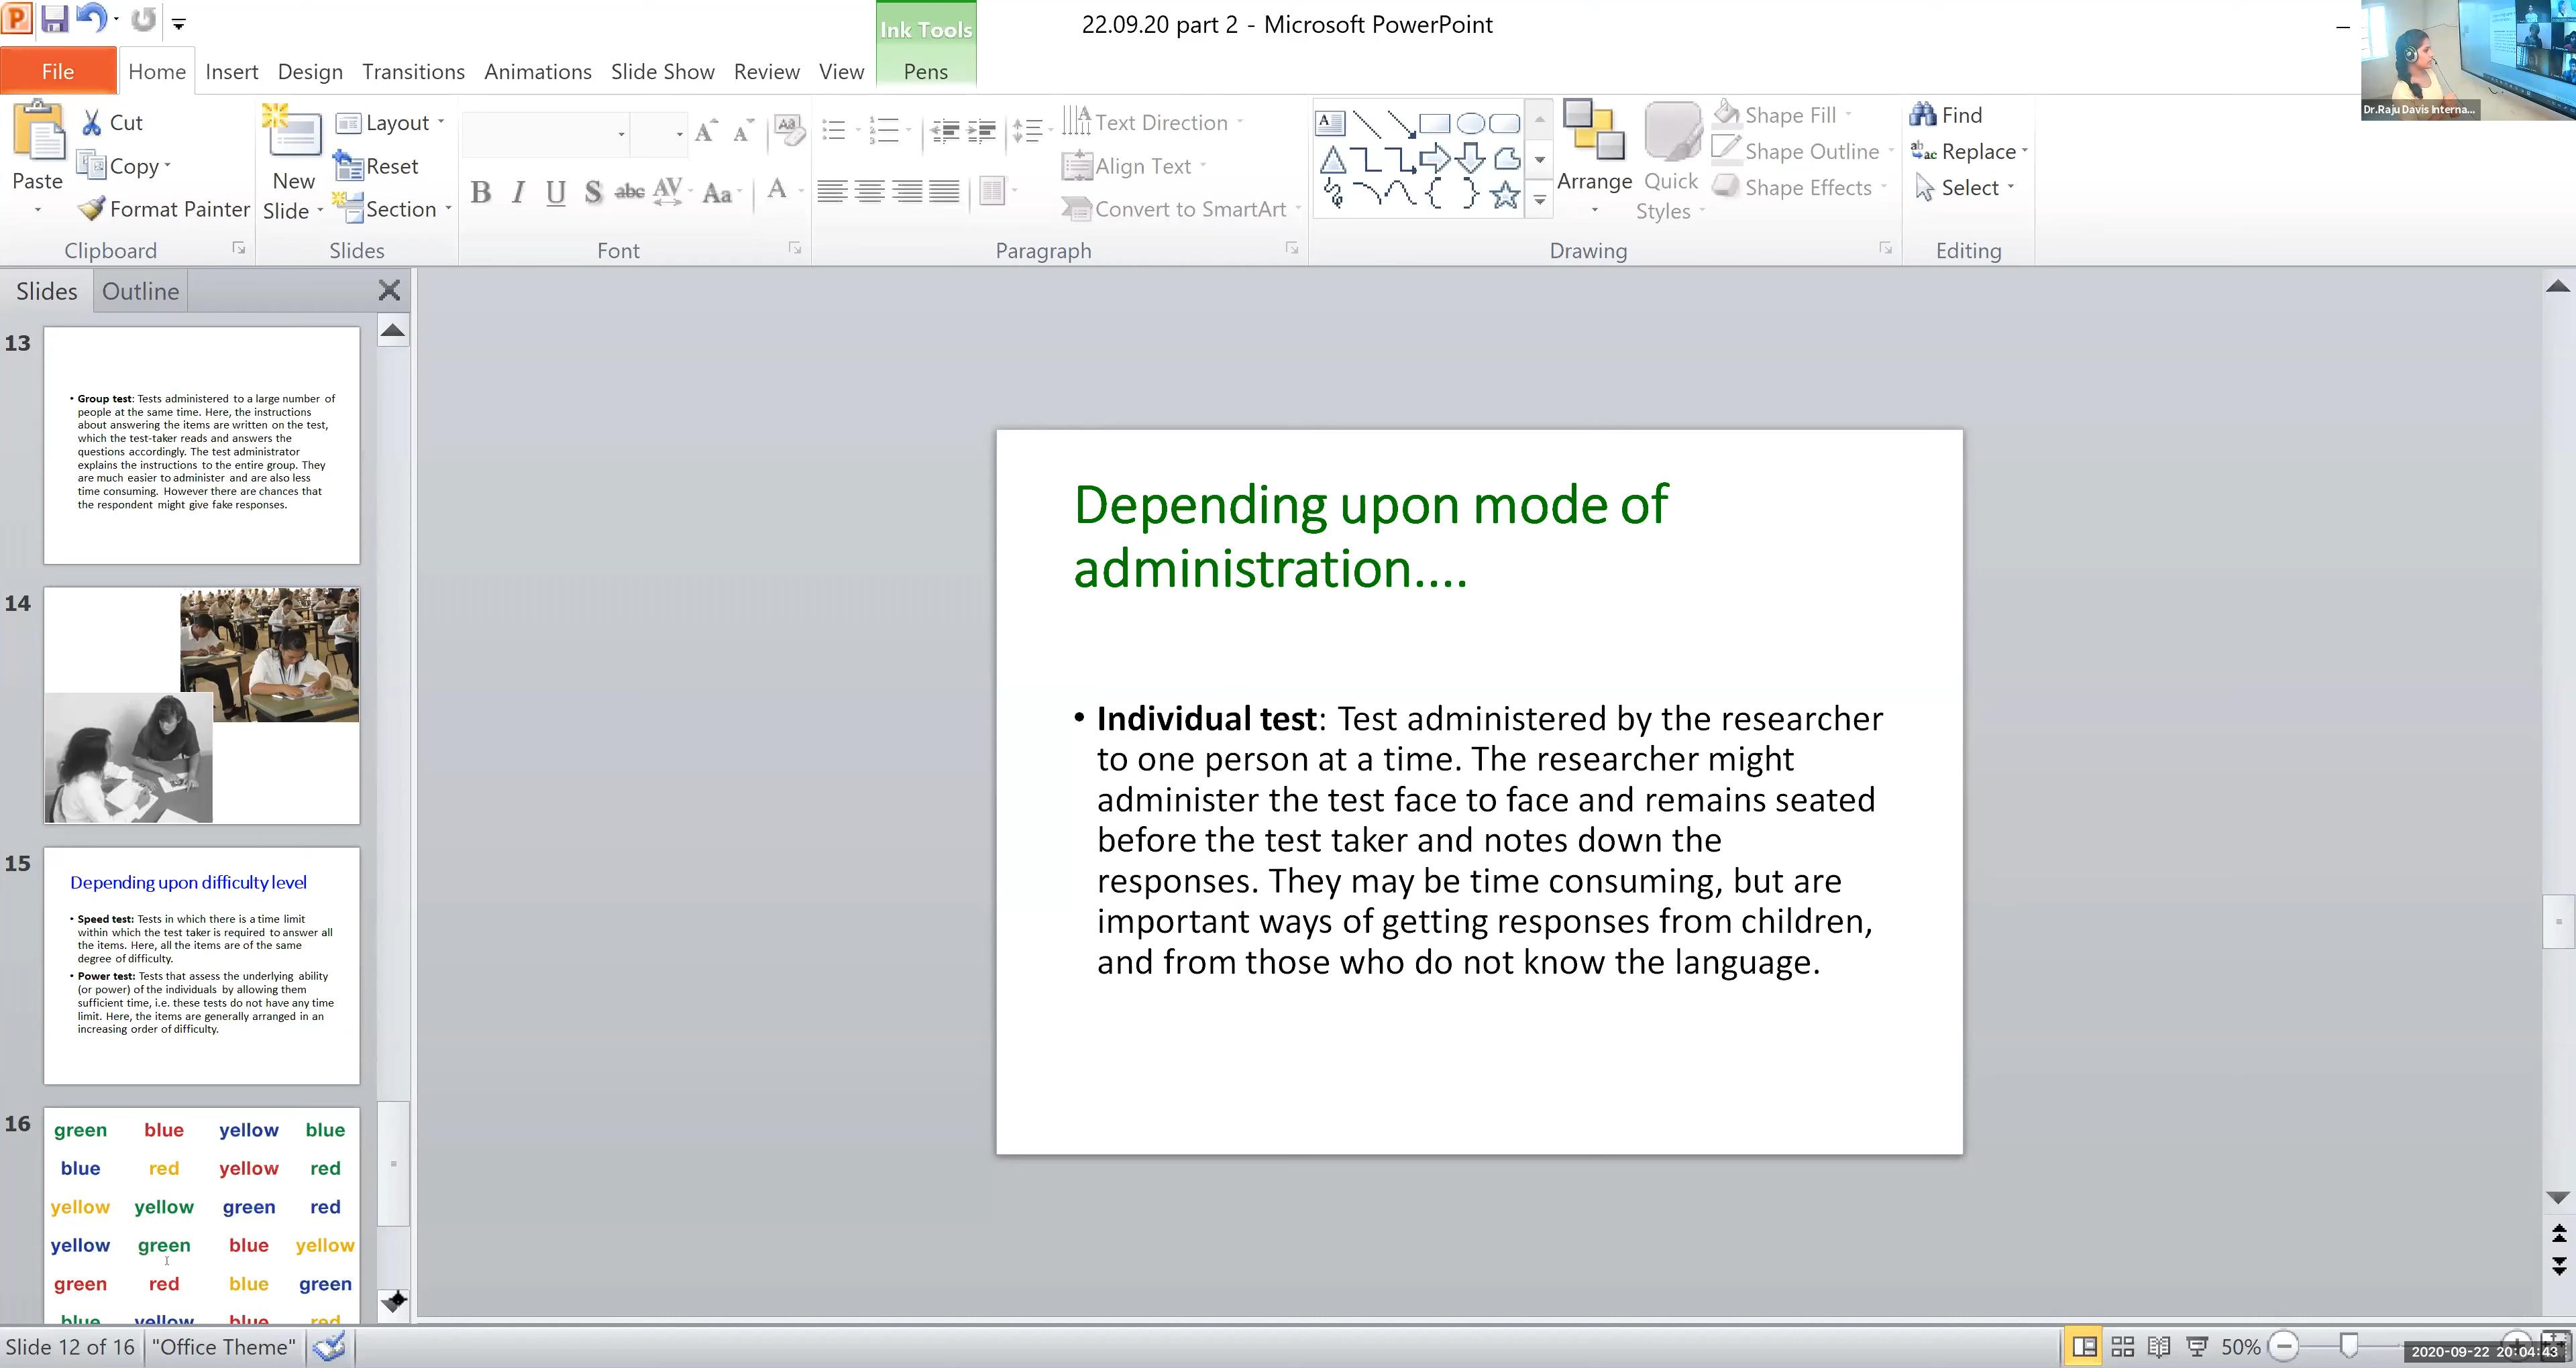 22.09.20 part 2 - Microsoft PowerPoint
Ink Tools
File Home Insert Design Transitions Animations Slide Show Review View Pens
Dr.Raju Davis Interna...
Paste
Cut
Copy
Format Painter
Clipboard
New
Slide
Layout
Reset
Section
Slides
B I U S abc AV Aa A
Font
Text Direction
Align Text
Convert to SmartArt
Paragraph
Arrange
Quick
Styles
Shape Fill
Shape Outline
Shape Effects
Drawing
Find
Replace
Select
Editing
Slides Outline
13
• Group test: Tests administered to a large number of
people at the same time. Here, the instructions
about answering the items are written on the test,
which the test-taker reads and answers the
questions accordingly. The test administrator
explains the instructions to the entire group. They
are much easier to administer and are also less
time consuming. However there are chances that
the respondent might give fake responses.
14
15
Depending upon difficulty level
• Speed test: Tests in which there is a time limit
within which the test taker is required to answer all
the items. Here, all the items are of the same
degree of difficulty.
• Power test: Tests that assess the underlying ability
(or power) of the individuals by allowing them
sufficient time, i.e. these tests do not have any time
limit. Here, the items are generally arranged in an
increasing order of difficulty.
16
green blue yellow blue
blue red yellow red
yellow yellow green red
yellow green blue yellow
green red blue green
blue yellow blue red
Depending upon mode of
administration....
• Individual test: Test administered by the researcher
to one person at a time. The researcher might
administer the test face to face and remains seated
before the test taker and notes down the
responses. They may be time consuming, but are
important ways of getting responses from children,
and from those who do not know the language.
Slide 12 of 16 "Office Theme" 50%
2020-09-22 20:04:43